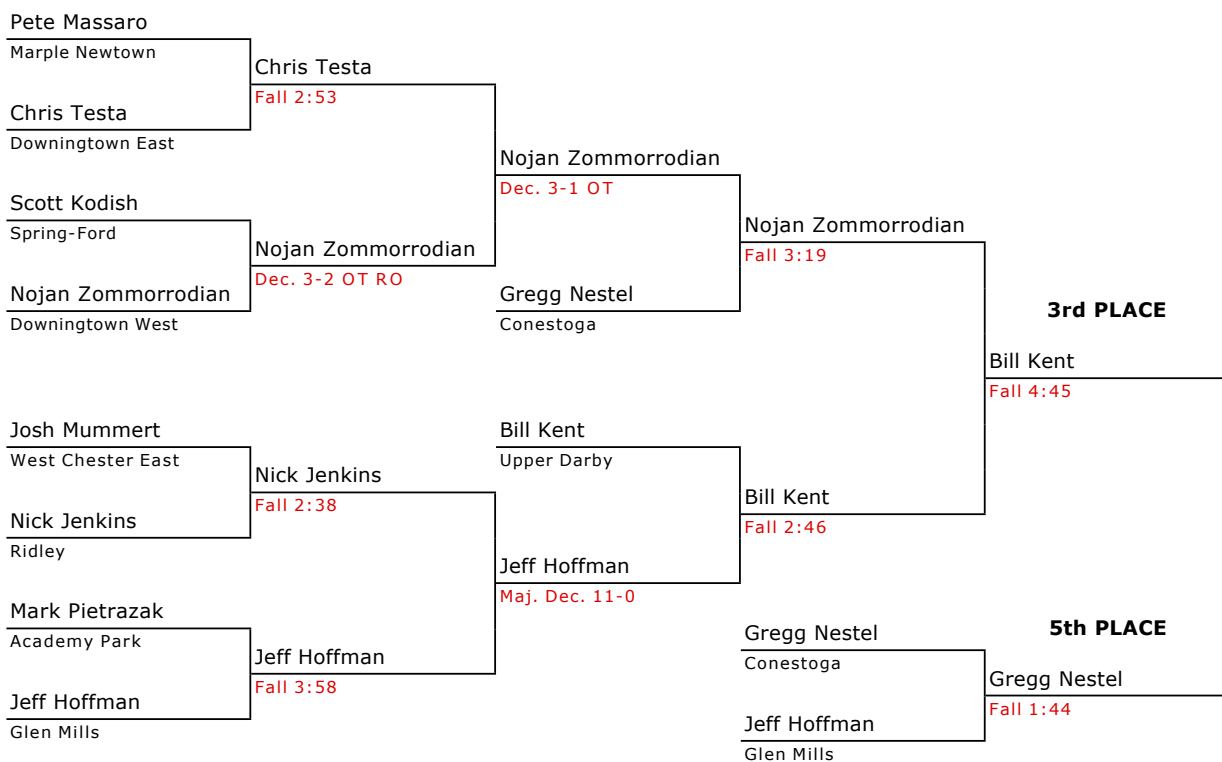 Pete Massaro
Marple Newtown
Chris Testa
Fall 2:53
Chris Testa
Downingtown East
Nojan Zommorrodian
Dec. 3-1 OT
Scott Kodish
Spring-Ford
Nojan Zommorrodian
Dec. 3-2 OT RO
Nojan Zommorrodian
Downingtown West
Nojan Zommorrodian
Fall 3:19
Gregg Nestel
Conestoga
3rd PLACE
Bill Kent
Fall 4:45
Josh Mummert
West Chester East
Nick Jenkins
Fall 2:38
Nick Jenkins
Ridley
Bill Kent
Upper Darby
Bill Kent
Fall 2:46
Jeff Hoffman
Maj. Dec. 11-0
Mark Pietrazak
Academy Park
Jeff Hoffman
Fall 3:58
Jeff Hoffman
Glen Mills
5th PLACE
Gregg Nestel
Conestoga
Gregg Nestel
Fall 1:44
Jeff Hoffman
Glen Mills